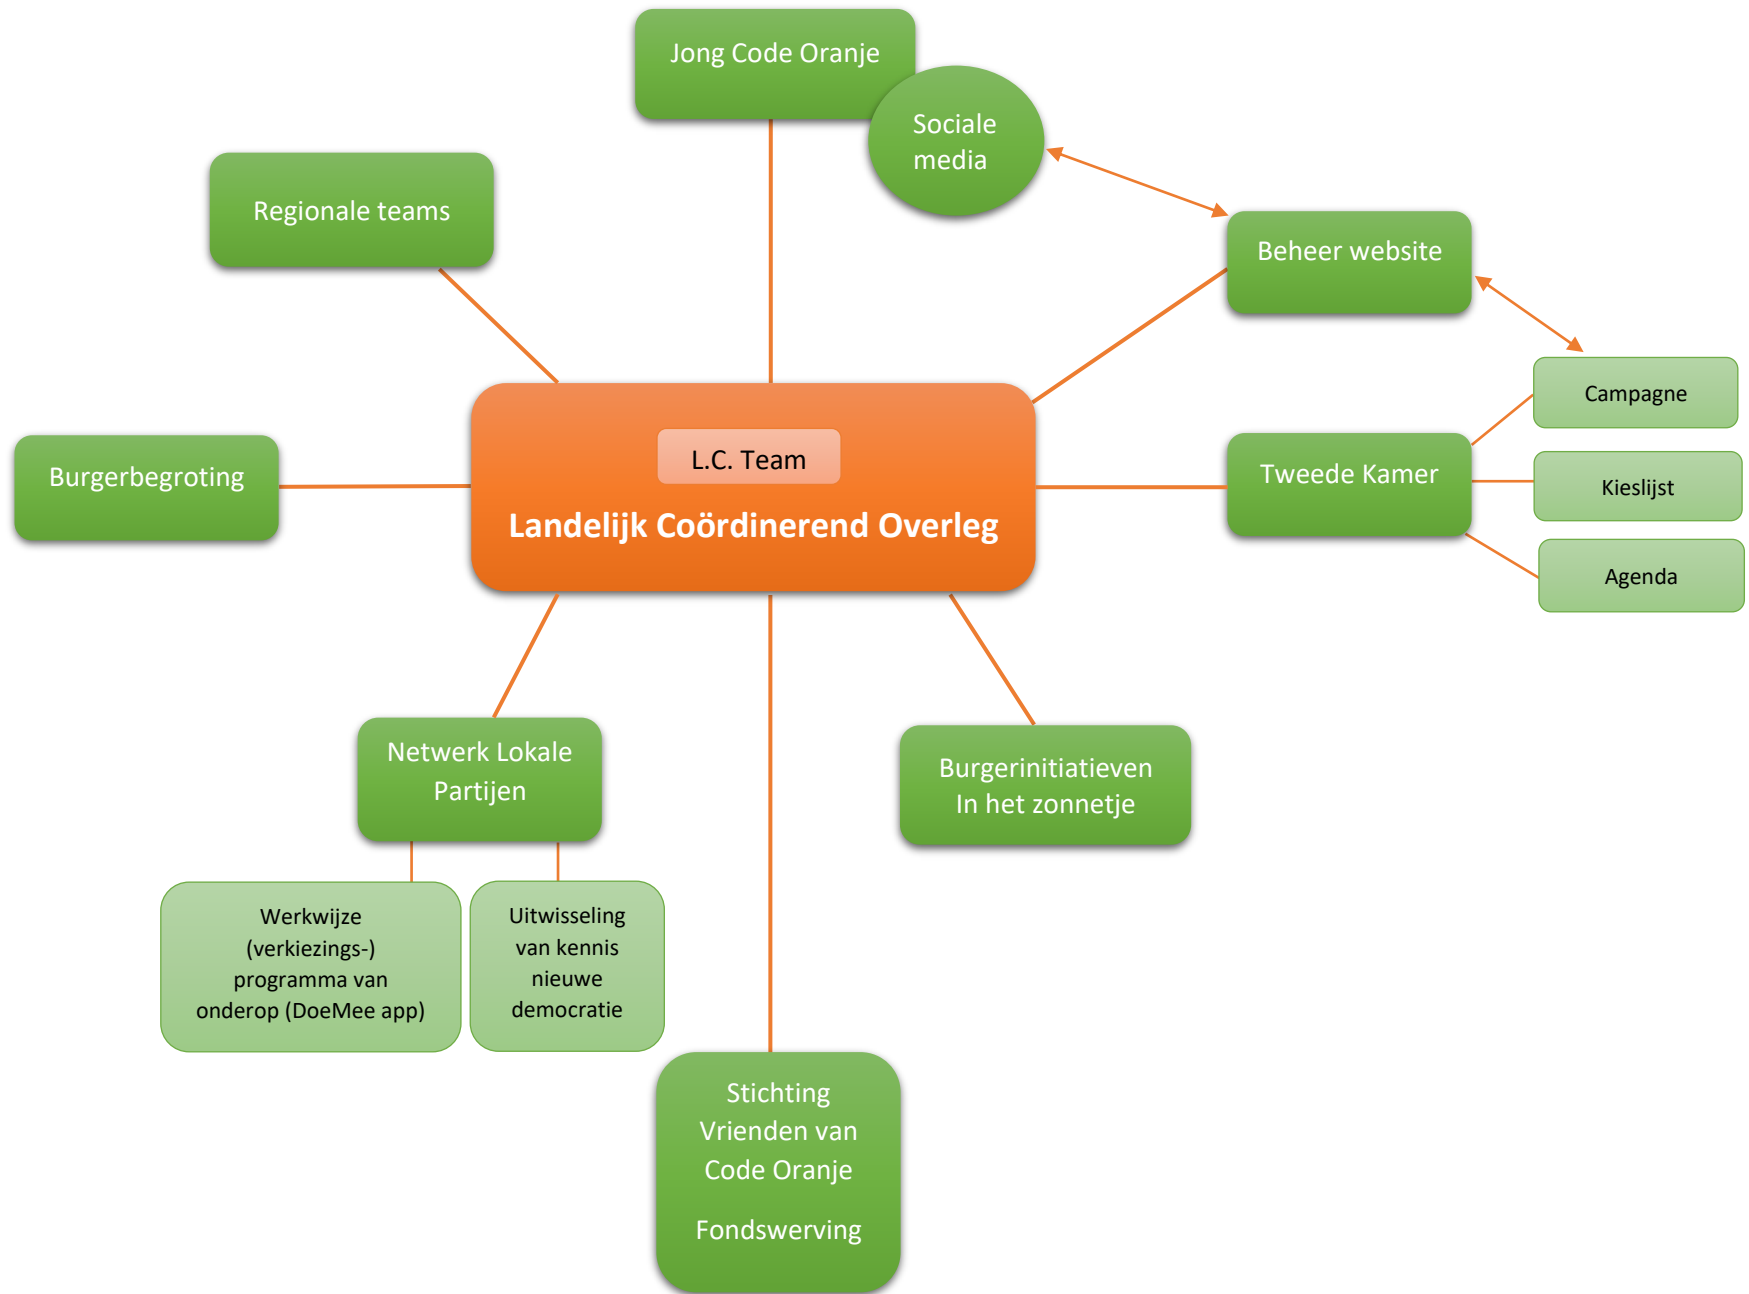 Jong Code Oranje
Sociale
media
Regionale teams
Beheer website
Campagne
L.C. Team
Landelijk Coördinerend Overleg
Burgerbegroting
Tweede Kamer
Kieslijst
Agenda
Netwerk Lokale
Partijen
Burgerinitiatieven
In het zonnetje
Werkwijze
(verkiezings-)
programma van
onderop (DoeMee app)
Uitwisseling
van kennis
nieuwe
democratie
Stichting
Vrienden van
Code Oranje
Fondswerving